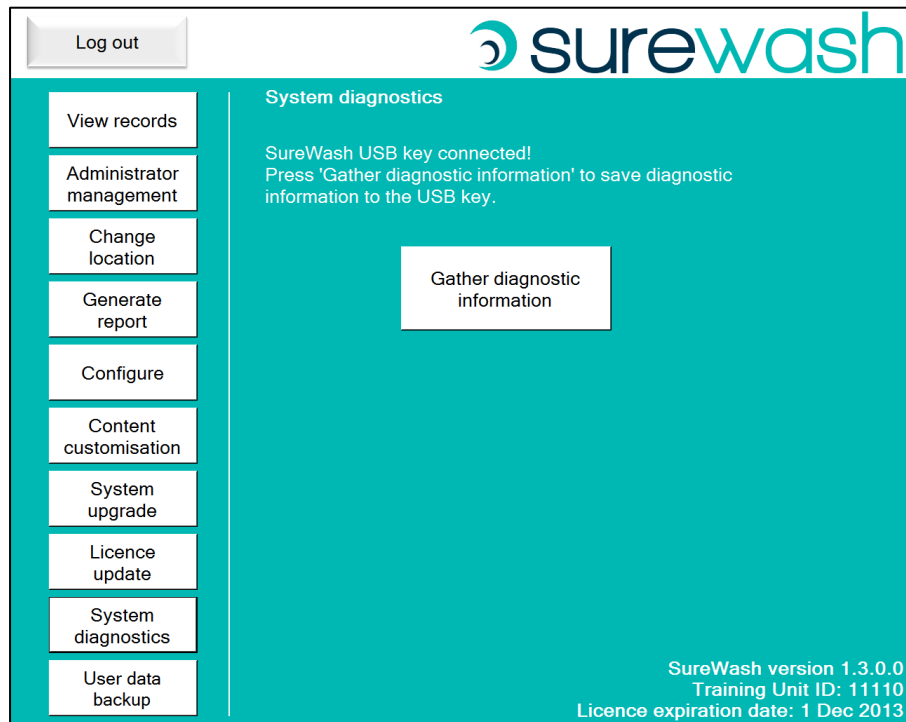 Log out
surewash
View records
Administrator
management
Change
location
Generate
report
Configure
Content
customisation
System
upgrade
Licence
update
System
diagnostics
User data
backup
System diagnostics
SureWash USB key connected!
Press 'Gather diagnostic information' to save diagnostic
information to the USB key.
Gather diagnostic
information
SureWash version 1.3.0.0
Training Unit ID: 11110
Licence expiration date: 1 Dec 2013